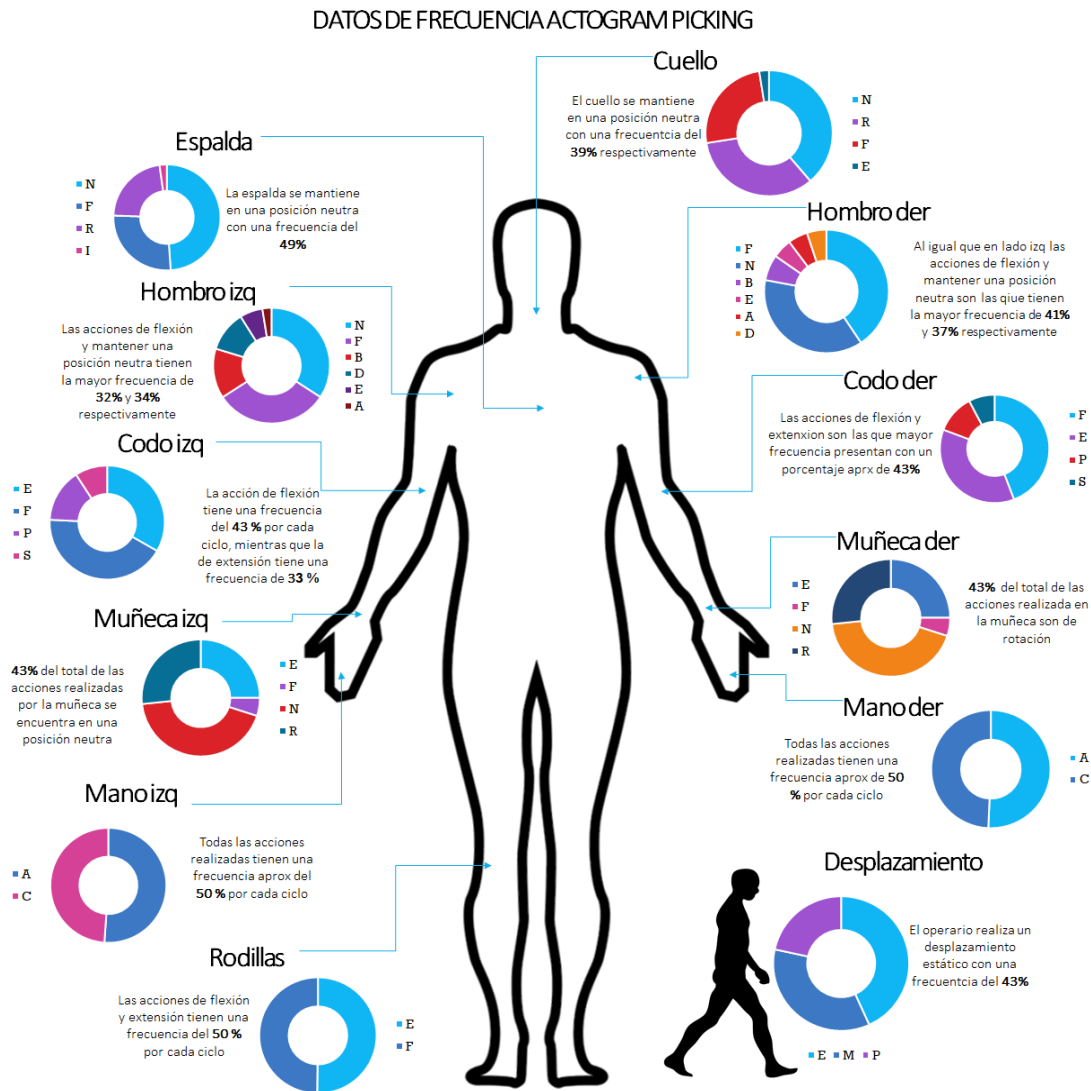 DATOS DE FRECUENCIA ACTOGRAM PICKING
Cuello
El cuello se mantiene
en una posición neutra
con una frecuentcia del
39% respectivamente
N
R
F
E
Espalda
N
F
R
I
La espalda se mantiene
en una posición neutra
con una frecuencia del
49%
Hombro der
F
N
B
E
A
D
Al igual que en lado izq las
acciones de flexión y
mantener una posición
neutra son las qiue tienen
la mayor frecuencia de 41%
y 37% respectivamente
Hombro izq
Las acciones de flexión
y mantener una
posición neutra tienen
la mayor frecuencia de
32% y 34%
respectivamente
N
F
B
D
E
A
Codo der
Las acciones de flexión y
extenxion son las que mayor
frecuencia presentan con un
porcentaje aprx de 43%
F
E
P
S
Codo izq
E
F
P
S
La acción de flexión
tiene una frecuencia
del 43 % por cada
ciclo, mientras que la
de extensión tiene una
frecuencia de 33 %
Muñeca der
E
F
N
R
43% del total de las
acciones realizada en
la muñeca son de
rotación
Muñeca izq
43% del total de las
acciones realizadas
por la muñeca se
encuentra en una
posición neutra
E
F
N
R
Mano der
Todas las acciones
realizadas tienen una
frecuencia aprox de 50
% por cada ciclo
A
C
Mano izq
A
C
Todas las acciones
realizadas tienen una
frecuencia aprox del
50 % por cada ciclo
Desplazamiento
El operario realiza un
desplazamiento
estático con una
frecuentcia del 43%
E M P
Rodillas
Las acciones de flexión
y extensión tienen una
frecuencia del 50 %
por cada ciclo
E
F